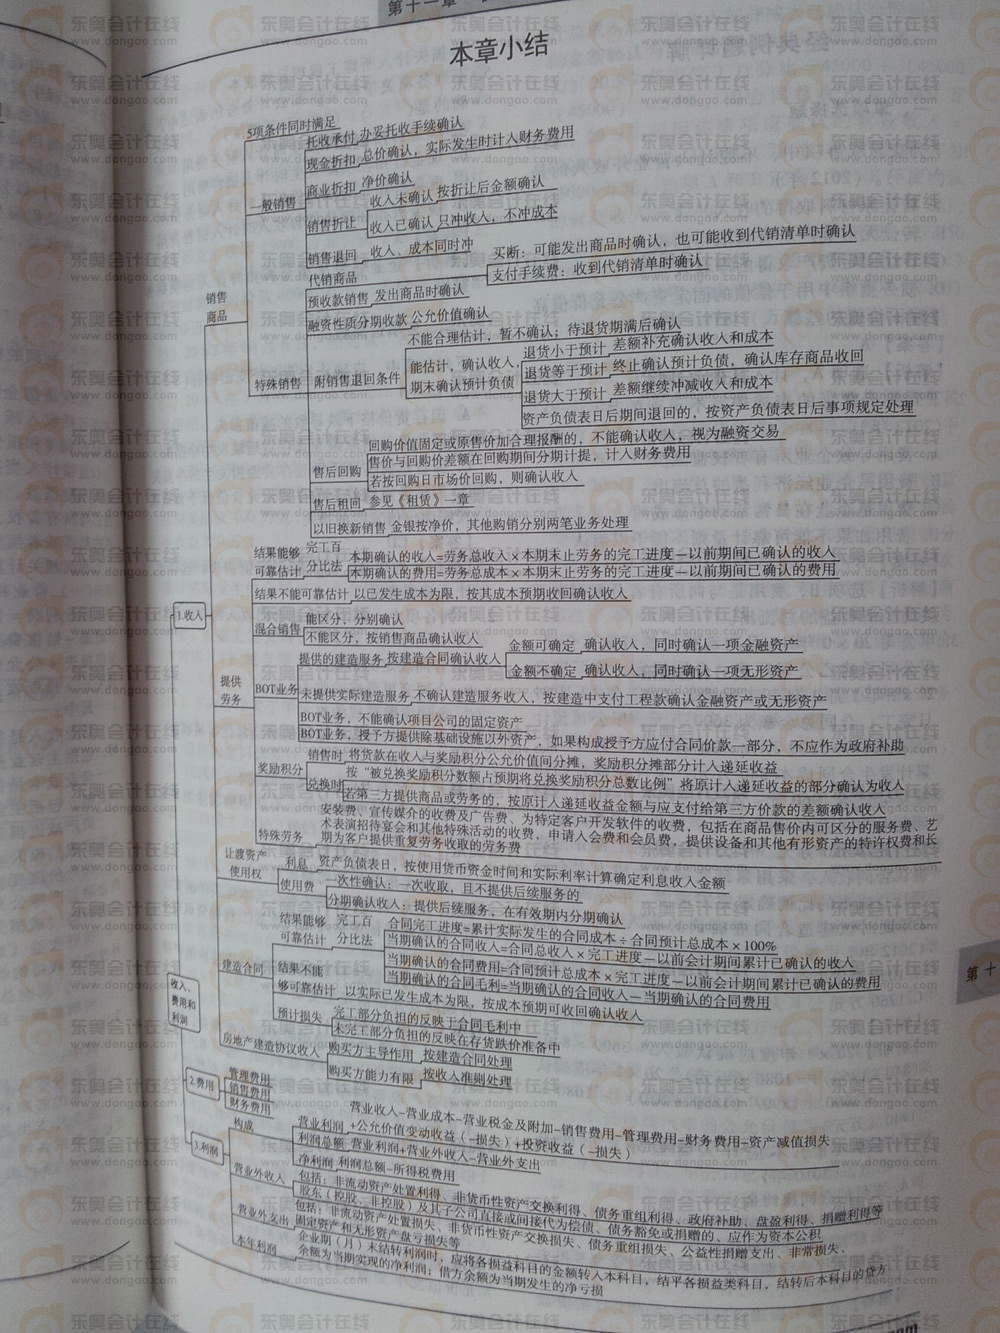 第十一章
本章小结
5项条件同时满足
托收承付 办妥托收手续确认
现金折扣 总价确认，实际发生时计入财务费用
商业折扣 净价确认
一般销售
收入未确认 按折让后金额确认
销售折让
收入已确认 只冲收入，不冲成本
销售退回 收入、成本同时冲
代销商品
买断：可能发出商品时确认，也可能收到代销清单时确认
支付手续费：收到代销清单时确认
预收款销售 发出商品时确认
销售
商品
融资性质分期收款 公允价值确认
不能合理估计，暂不确认；待退货期满后确认
特殊销售
附销售退回条件
能估计，确认收入，
期末确认预计负债
退货小于预计 差额补充确认收入和成本
退货等于预计 终止确认预计负债，确认库存商品收回
退货大于预计 差额继续冲减收入和成本
资产负债表日后期间退回的，按资产负债表日后事项规定处理
回购价值固定或原售价加合理报酬的，不能确认收入，视为融资交易
售后回购
售价与回购价差额在回购期间分期计提，计入财务费用
若按回购日市场价回购，则确认收入
售后租回 参见《租赁》一章
以旧换新销售 金银按净价，其他购销分别两笔业务处理
结果能够
可靠估计
完工百
分比法
本期确认的收入=劳务总收入×本期末止劳务的完工进度－以前期间已确认的收入
本期确认的费用=劳务总成本×本期末止劳务的完工进度－以前期间已确认的费用
结果不能可靠估计 以已发生成本为限，按其成本预期收回确认收入
1.收入
混合销售
能区分，分别确认
不能区分，按销售商品确认收入
提供
劳务
BOT业务
提供的建造服务 按建造合同确认收入
金额可确定 确认收入，同时确认一项金融资产
金额不确定 确认收入，同时确认一项无形资产
未提供实际建造服务 不确认建造服务收入，按建造中支付工程款确认金融资产或无形资产
BOT业务，不能确认项目公司的固定资产
BOT业务，授予方提供除基础设施以外资产，如果构成授予方应付合同价款一部分，不应作为政府补助
奖励积分
销售时 将货款在收入与奖励积分公允价值间分摊，奖励积分摊部分计入递延收益
兑换时
按“被兑换奖励积分数额占预期将兑换奖励积分总数比例”将原计入递延收益的部分确认为收入
若第三方提供商品或劳务的，按原计入递延收益金额与应支付给第三方价款的差额确认收入
特殊劳务
安装费、宣传媒介的收费及广告费、为特定客户开发软件的收费，包括在商品售价内可区分的服务费、艺
术表演招待宴会和其他特殊活动的收费，申请入会费和会员费，提供设备和其他有形资产的特许权费和长
期为客户提供重复劳务收取的劳务费
让渡资产
使用权
利息 资产负债表日，按使用货币资金时间和实际利率计算确定利息收入金额
使用费
一次性确认：一次收取，且不提供后续服务的
分期确认收入：提供后续服务，在有效期内分期确认
建造合同
结果能够
可靠估计
完工百
分比法
合同完工进度=累计实际发生的合同成本÷合同预计总成本×100%
当期确认的合同收入=合同总收入×完工进度－以前会计期间累计已确认的收入
当期确认的合同费用=合同预计总成本×完工进度－以前会计期间累计已确认的费用
当期确认的合同毛利=当期确认的合同收入－当期确认的合同费用
结果不能
够可靠估计 以实际已发生成本为限，按成本预期可收回确认收入
预计损失
完工部分负担的反映于合同毛利中
未完工部分负担的反映在存货跌价准备中
收入、
费用和
利润
房地产建造协议收入
购买方主导作用 按建造合同处理
购买方能力有限 按收入准则处理
2.费用
管理费用
销售费用
财务费用
3.利润
构成
营业利润
营业收入-营业成本-营业税金及附加-销售费用-管理费用-财务费用-资产减值损失
+公允价值变动收益（-损失）+投资收益（-损失）
利润总额 营业利润+营业外收入-营业外支出
净利润 利润总额-所得税费用
营业外收入
包括：非流动资产处置利得、非货币性资产交换利得、债务重组利得、政府补助、盘盈利得、捐赠利得等
股东（控股、非控股）及其子公司直接或间接代为偿债、债务豁免或捐赠的、应作为资本公积
营业外支出
包括：非流动资产处置损失、非货币性资产交换损失、债务重组损失、公益性捐赠支出、非常损失、
固定资产和无形资产盘亏损失等
本年利润
企业期（月）末结转利润时，应将各损益科目的金额转入本科目，结平各损益类科目，结转后本科目的贷方
余额为当期实现的净利润；借方余额为当期发生的净亏损
第十
东奥会计在线
www.dongao.com